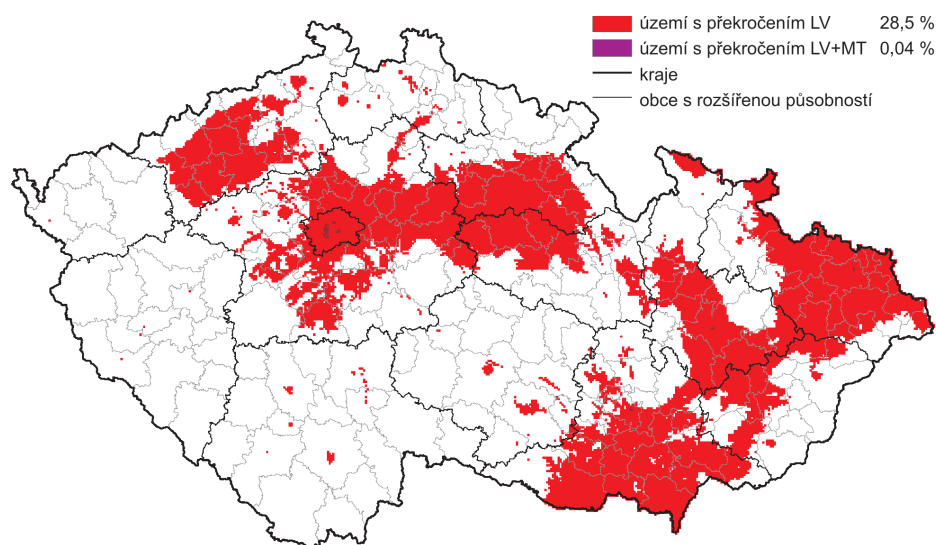 území s překročením LV 28,5 %
území s překročením LV+MT 0,04 %
kraje
obce s rozšířenou působností